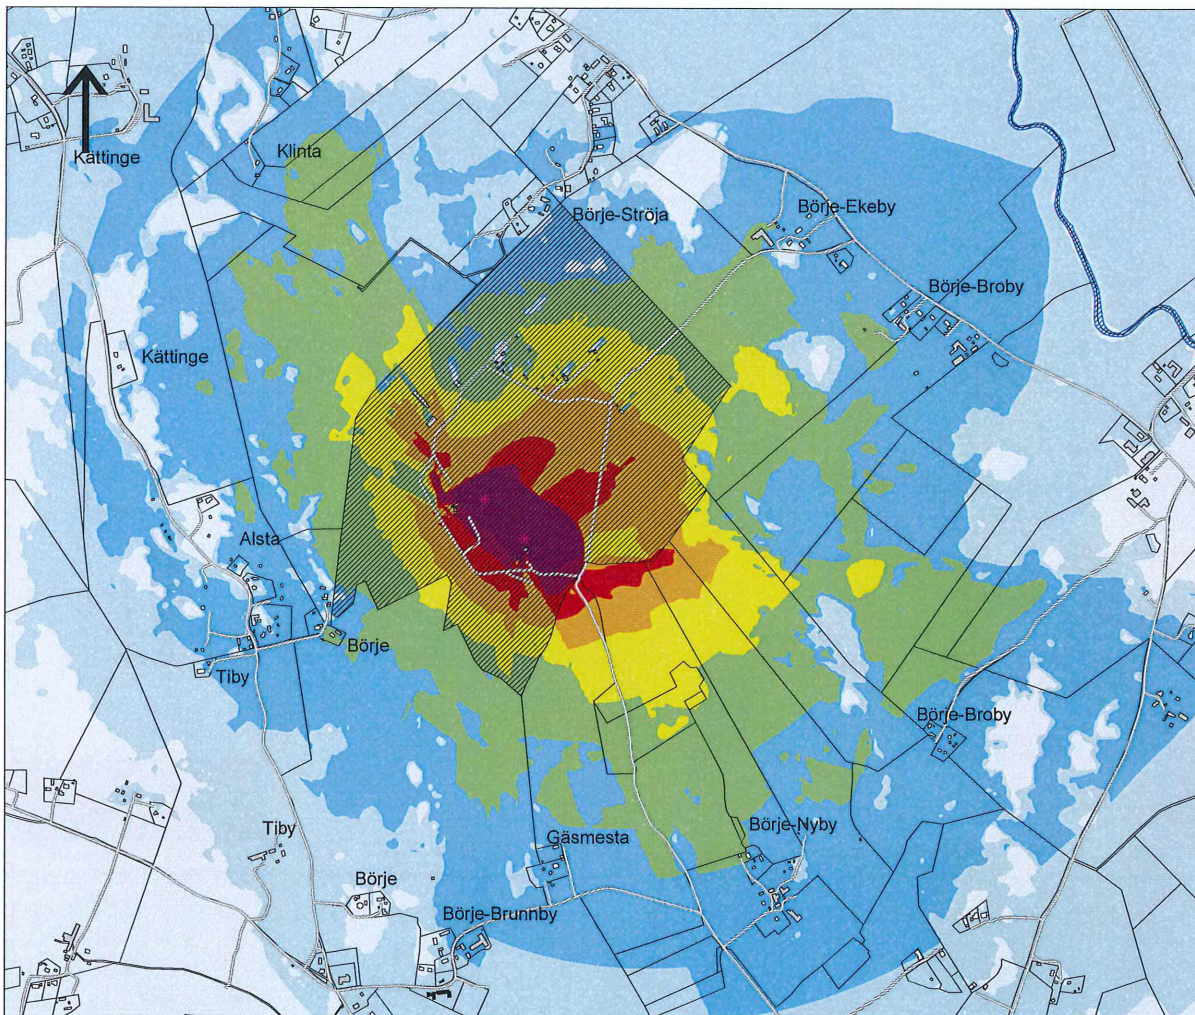 Kättinge
Klinta
Börje-Ströja
Börje-Ekeby
Börje-Broby
Kättinge
Alsta
Börje
Tiby
Börje-Broby
Tiby
Gäsmesta
Börje-Nyby
Börje
Börje-Brunnby